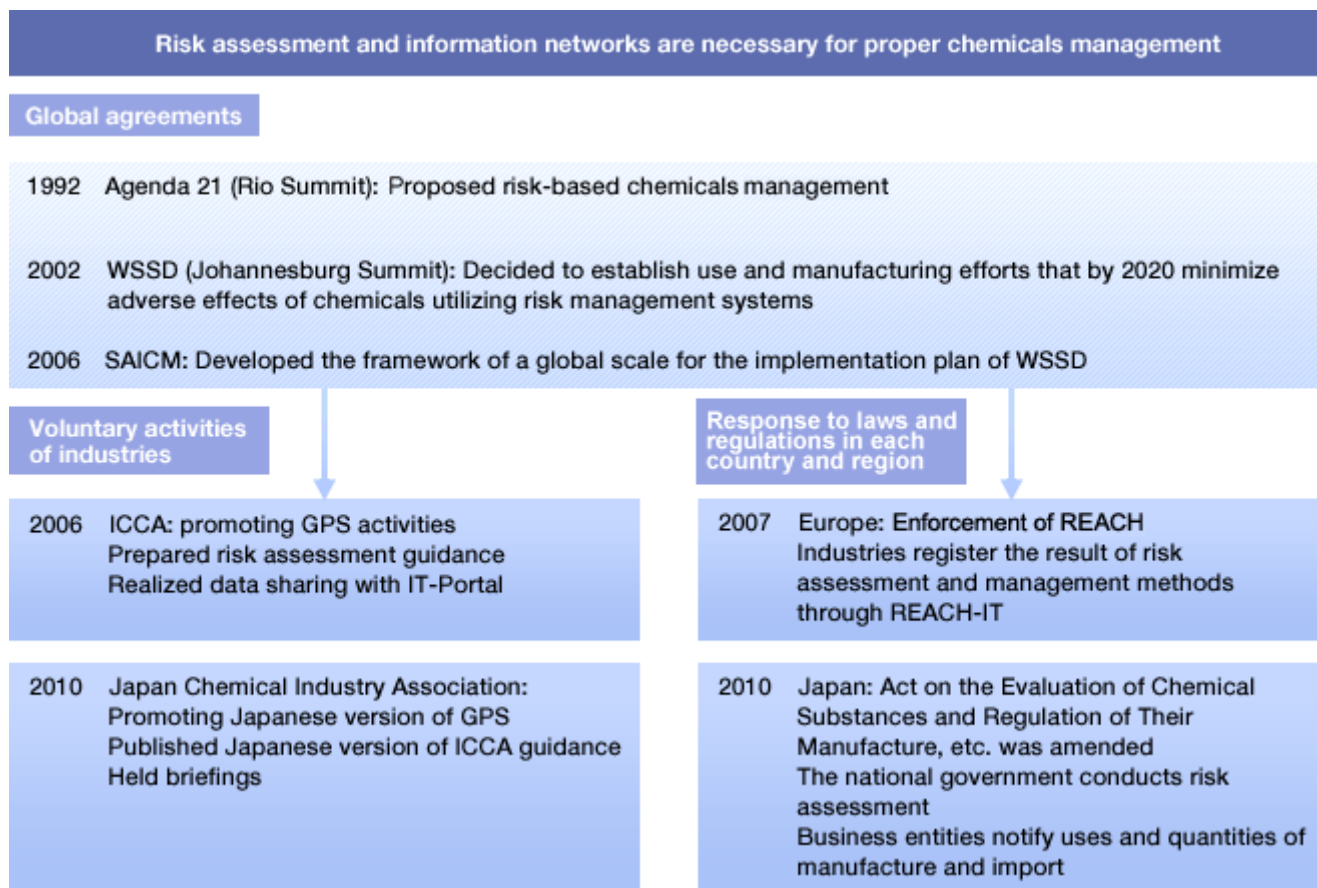 Risk assessment and information networks are necessary for proper chemicals management
Global agreements
1992 Agenda 21 (Rio Summit): Proposed risk-based chemicals management
2002 WSSD (Johannesburg Summit): Decided to establish use and manufacturing efforts that by 2020 minimize
adverse effects of chemicals utilizing risk management systems
2006 SAICM: Developed the framework of a global scale for the implementation plan of WSSD
Voluntary activities
of industries
2006 ICCA: promoting GPS activities
Prepared risk assessment guidance
Realized data sharing with IT-Portal
2010 Japan Chemical Industry Association:
Promoting Japanese version of GPS
Published Japanese version of ICCA guidance
Held briefings
Response to laws and
regulations in each
country and region
2007 Europe: Enforcement of REACH
Industries register the result of risk
assessment and management methods
through REACH-IT
2010 Japan: Act on the Evaluation of Chemical
Substances and Regulation of Their
Manufacture, etc. was amended
The national government conducts risk
assessment
Business entities notify uses and quantities of
manufacture and import